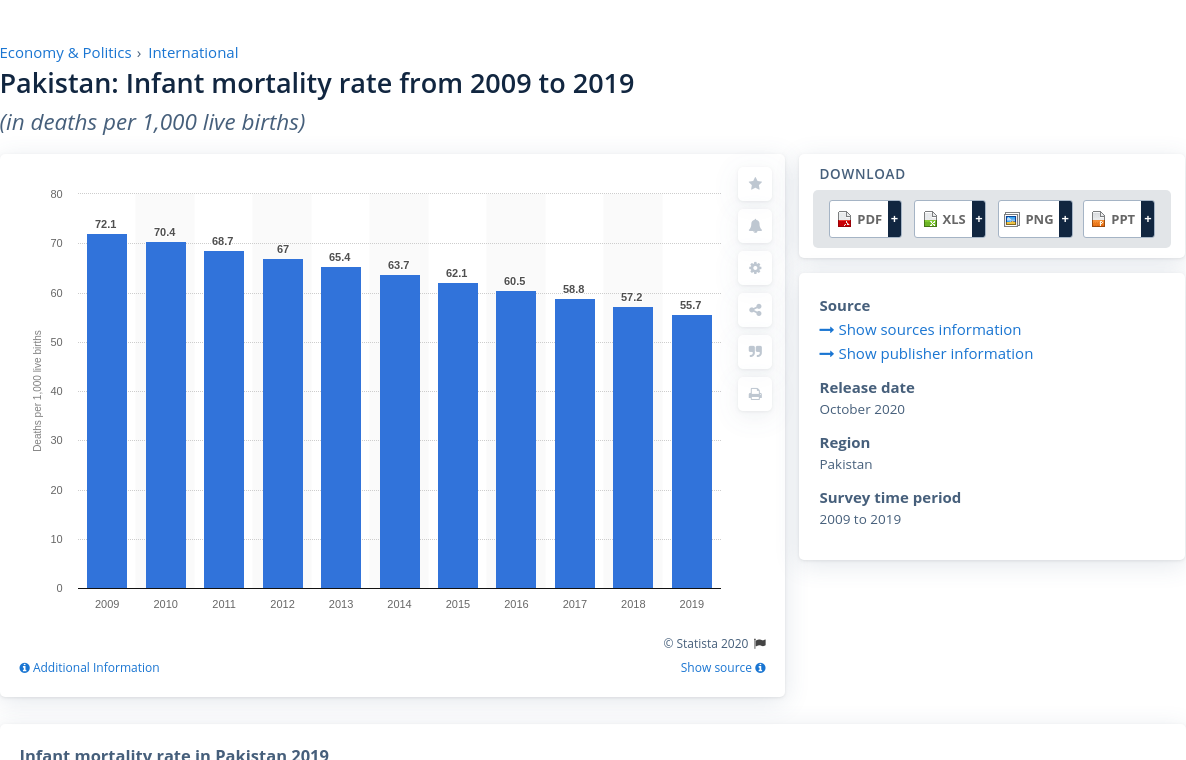 Economy & Politics › International
Pakistan: Infant mortality rate from 2009 to 2019
(in deaths per 1,000 live births)
80
70
60
50
40
30
20
10
0
Deaths per 1,000 live births
72.1
70.4
68.7
67
65.4
63.7
62.1
60.5
58.8
57.2
55.7
2009 2010 2011 2012 2013 2014 2015 2016 2017 2018 2019
© Statista 2020
Additional Information
Show source
DOWNLOAD
PDF + XLS + PNG + PPT +
Source
Show sources information
Show publisher information
Release date
October 2020
Region
Pakistan
Survey time period
2009 to 2019
Infant mortality rate in Pakistan 2019